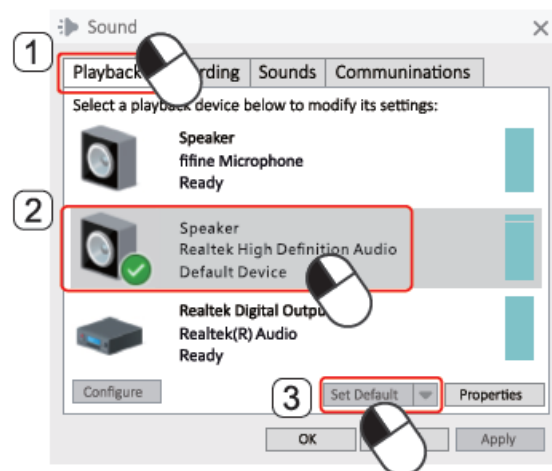 Sound
1
Playback rding Sounds Communinations
Select a playback device below to modify its settings:
Speaker
fifine Microphone
Ready
2
Speaker
Realtek High Definition Audio
Default Device
Realtek Digital Outpu
Realtek(R) Audio
Ready
Configure 3 Set Default Properties
OK Apply